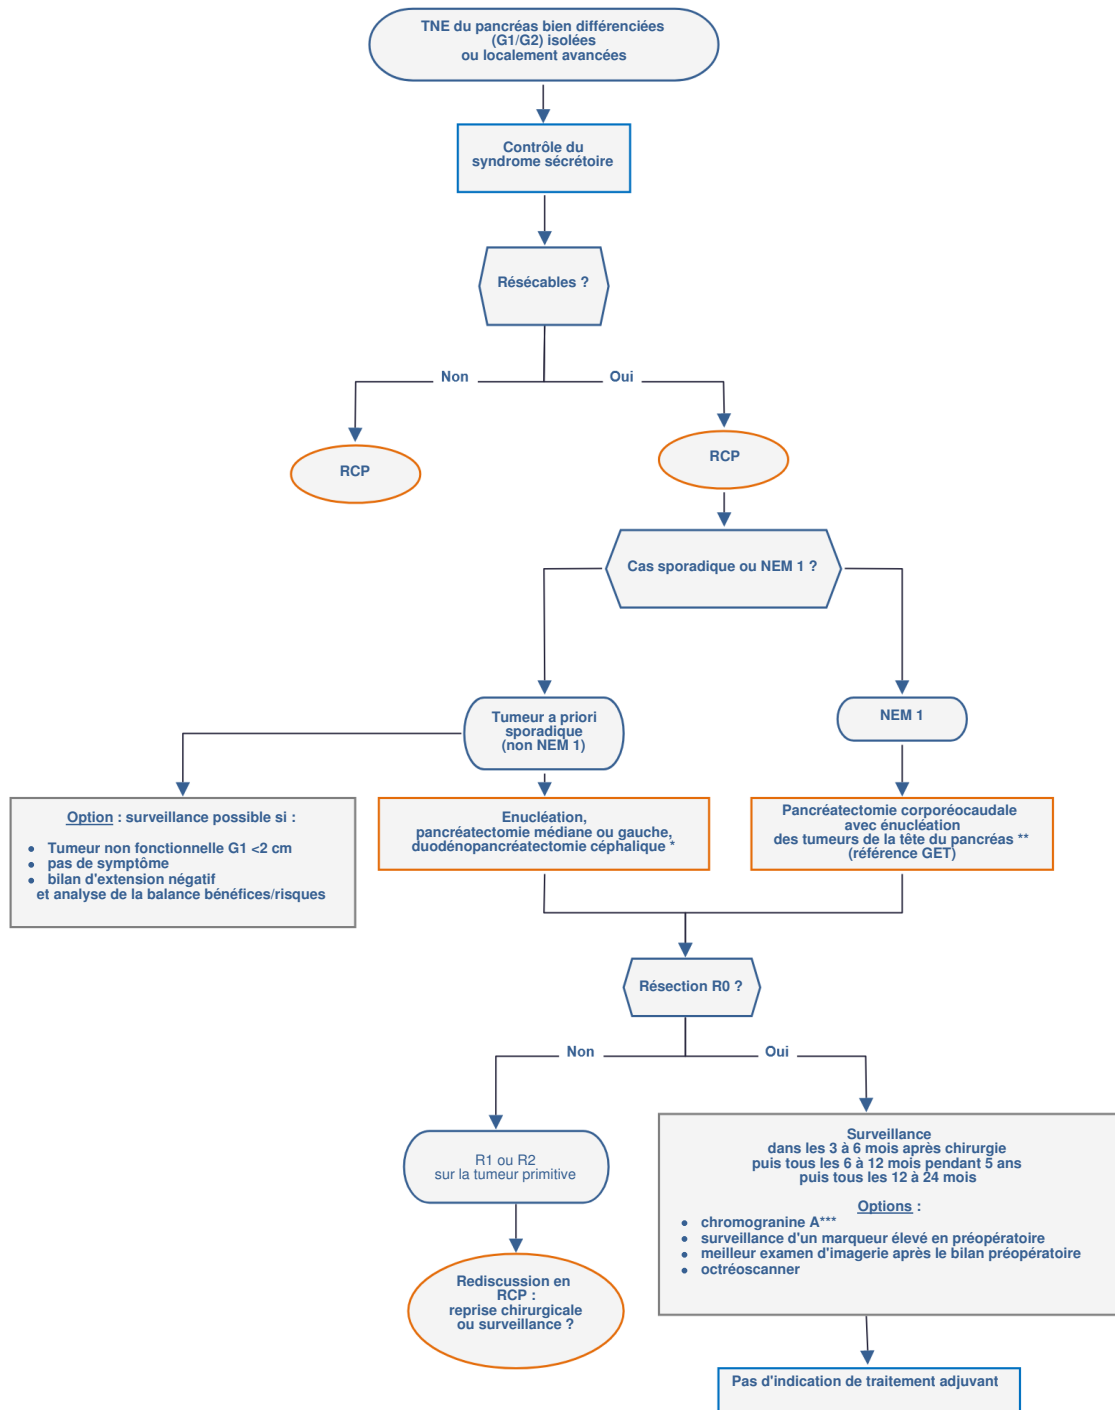 TNE du pancréas bien différenciées
(G1/G2) isolées
ou localement avancées
Contrôle du
syndrome sécrétoire
Résécables ?
Non
Oui
RCP
RCP
Cas sporadique ou NEM 1 ?
Tumeur a priori
sporadique
(non NEM 1)
NEM 1
Option : surveillance possible si :
● Tumeur non fonctionnelle G1 <2 cm
● pas de symptôme
● bilan d'extension négatif
et analyse de la balance bénéfices/risques
Enucléation,
pancréatectomie médiane ou gauche,
duodénopancréatectomie céphalique *
Pancréatectomie corporéocaudale
avec énucléation
des tumeurs de la tête du pancréas **
(référence GET)
Résection R0 ?
Non
Oui
R1 ou R2
sur la tumeur primitive
Surveillance
dans les 3 à 6 mois après chirurgie
puis tous les 6 à 12 mois pendant 5 ans
puis tous les 12 à 24 mois
Options :
● chromogranine A***
● surveillance d'un marqueur élevé en préopératoire
● meilleur examen d'imagerie après le bilan préopératoire
● octréoscanner
Rediscussion en
RCP :
reprise chirurgicale
ou surveillance ?
Pas d'indication de traitement adjuvant